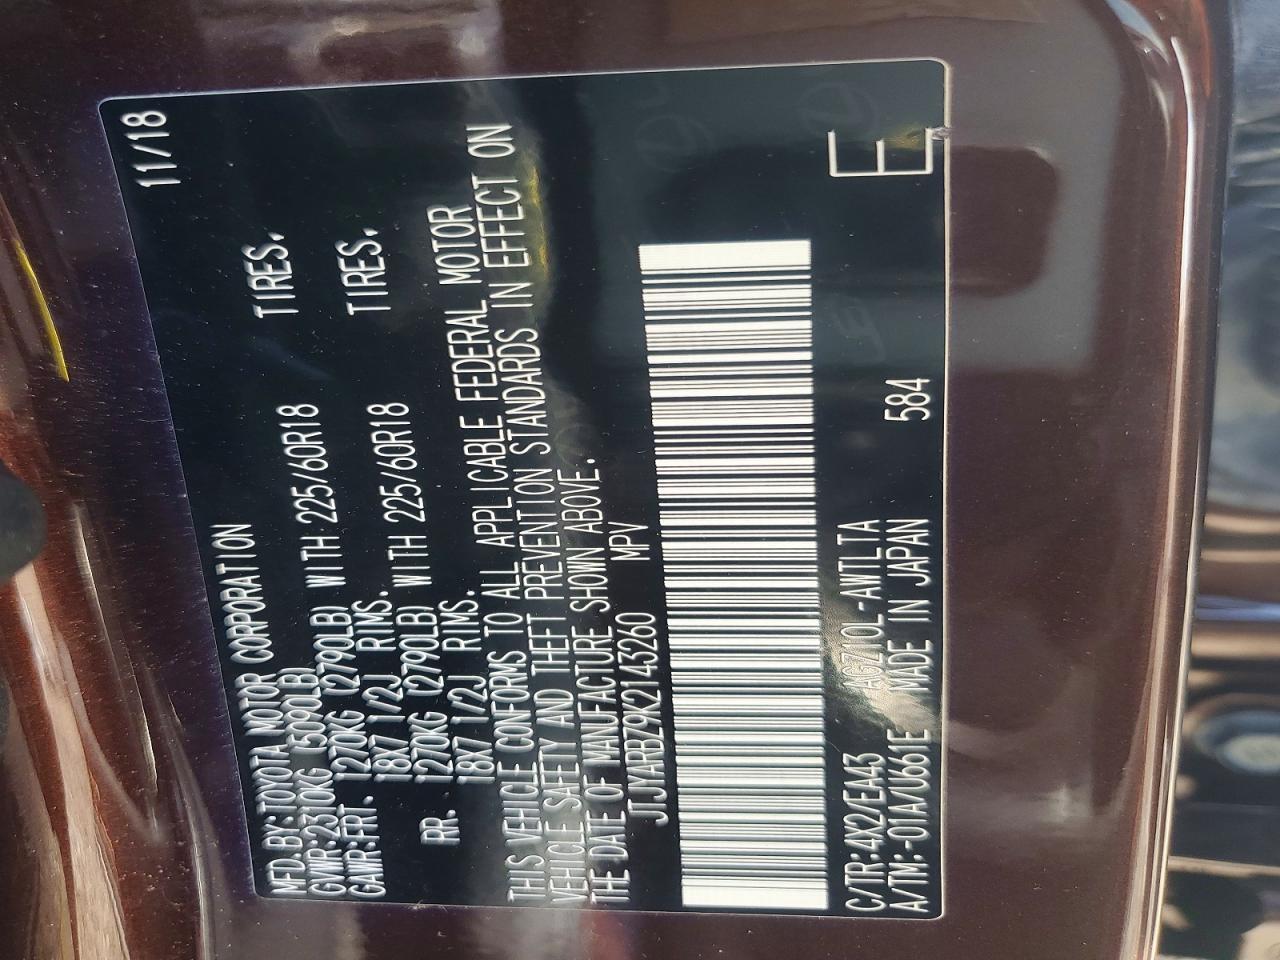 MFD.BY:TOYOTA MOTOR CORPORATION 11/18
GVWR:2310KG (5090LB)
GAWR:FRT. 1270KG (2790LB) WITH 225/60R18 TIRES.
18X7 1/2J RIMS.
RR. 1270KG (2790LB) WITH 225/60R18 TIRES.
18X7 1/2J RIMS.
THIS VEHICLE CONFORMS TO ALL APPLICABLE FEDERAL MOTOR
VEHICLE SAFETY AND THEFT PREVENTION STANDARDS IN EFFECT ON
THE DATE OF MANUFACTURE SHOWN ABOVE.
JTJYARBZ9K2143260 MPV
C/TR:4X2/EA43 AGZ10L-AWTLTA 584 E
A/TM:-01A/U661E MADE IN JAPAN